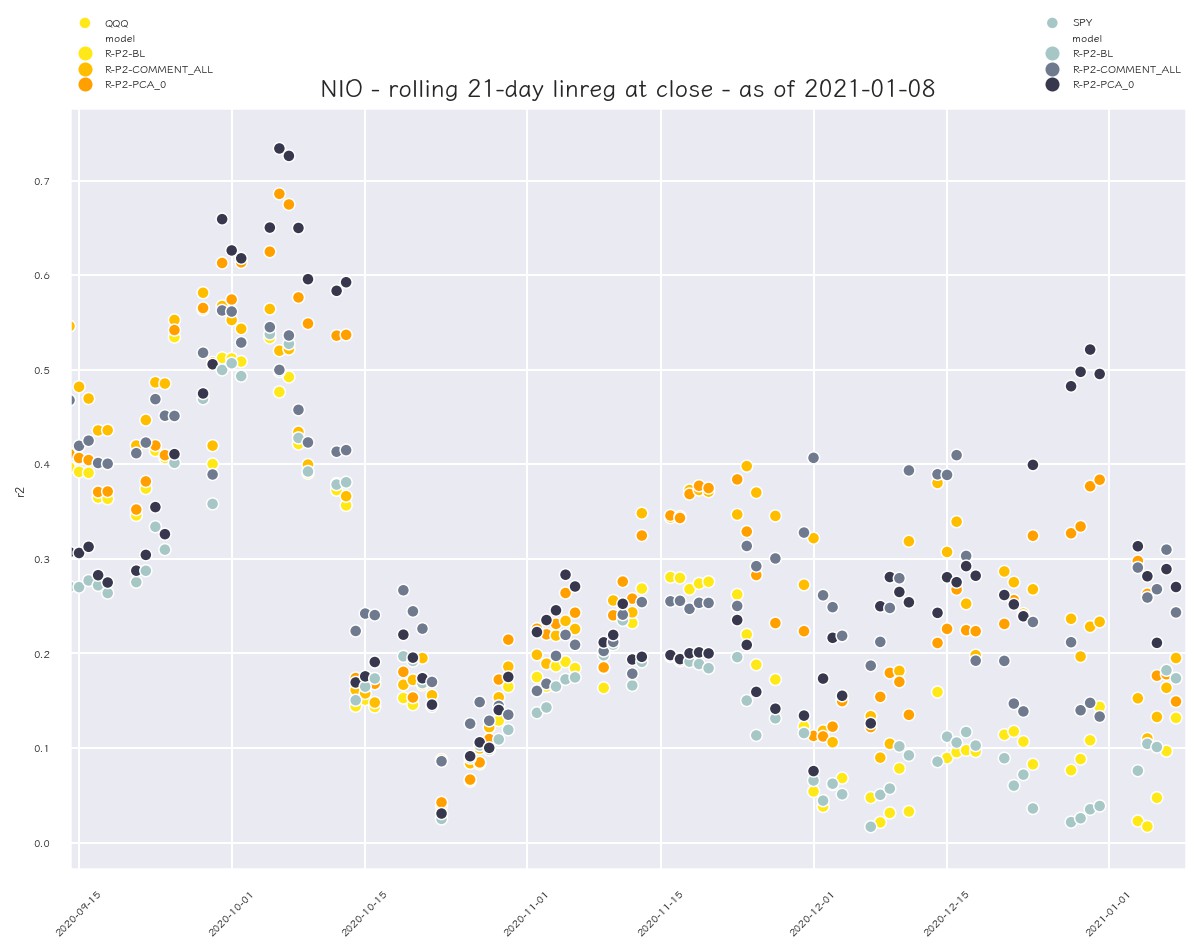 QQQ
model
R-P2-BL
R-P2-COMMENT_ALL
R-P2-PCA_0
SPY
model
R-P2-BL
R-P2-COMMENT_ALL
R-P2-PCA_0
NIO - rolling 21-day linreg at close - as of 2021-01-08
r2
0.7
0.6
0.5
0.4
0.3
0.2
0.1
0.0
2020-09-15
2020-10-01
2020-10-15
2020-11-01
2020-11-15
2020-12-01
2020-12-15
2021-01-01